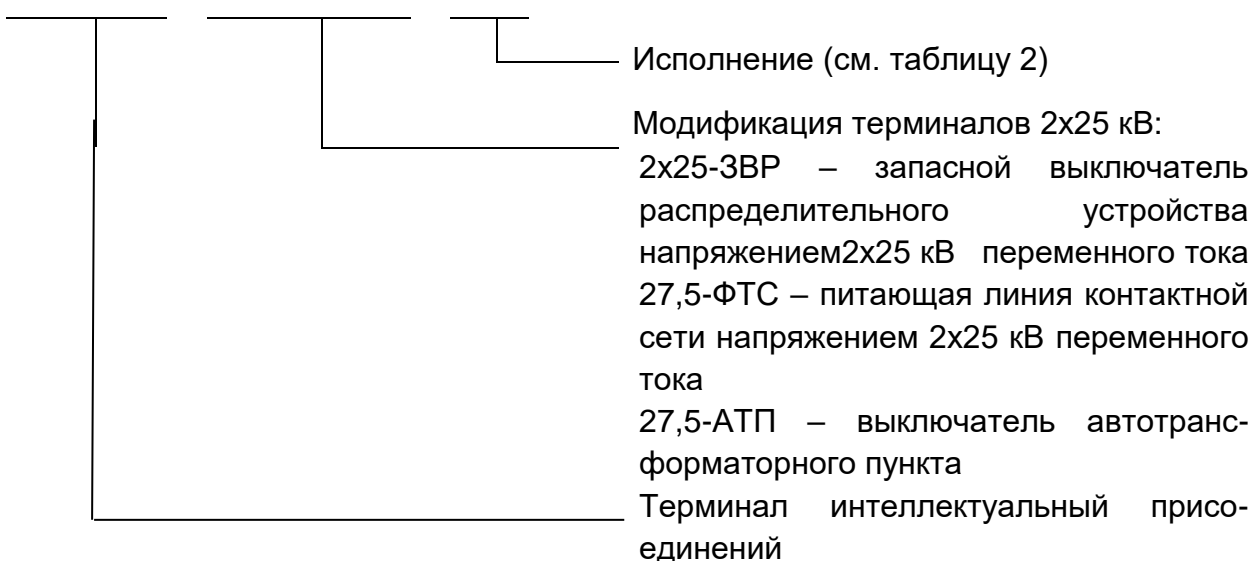 Исполнение (см. таблицу 2)
Модификация терминалов 2х25 кВ:
2х25-ЗВР – запасной выключатель
распределительного устройства
напряжением2х25 кВ переменного тока
27,5-ФТС – питающая линия контактной
сети напряжением 2х25 кВ переменного
тока
27,5-АТП – выключатель автотранс-
форматорного пункта
Терминал интеллектуальный присо-
единений